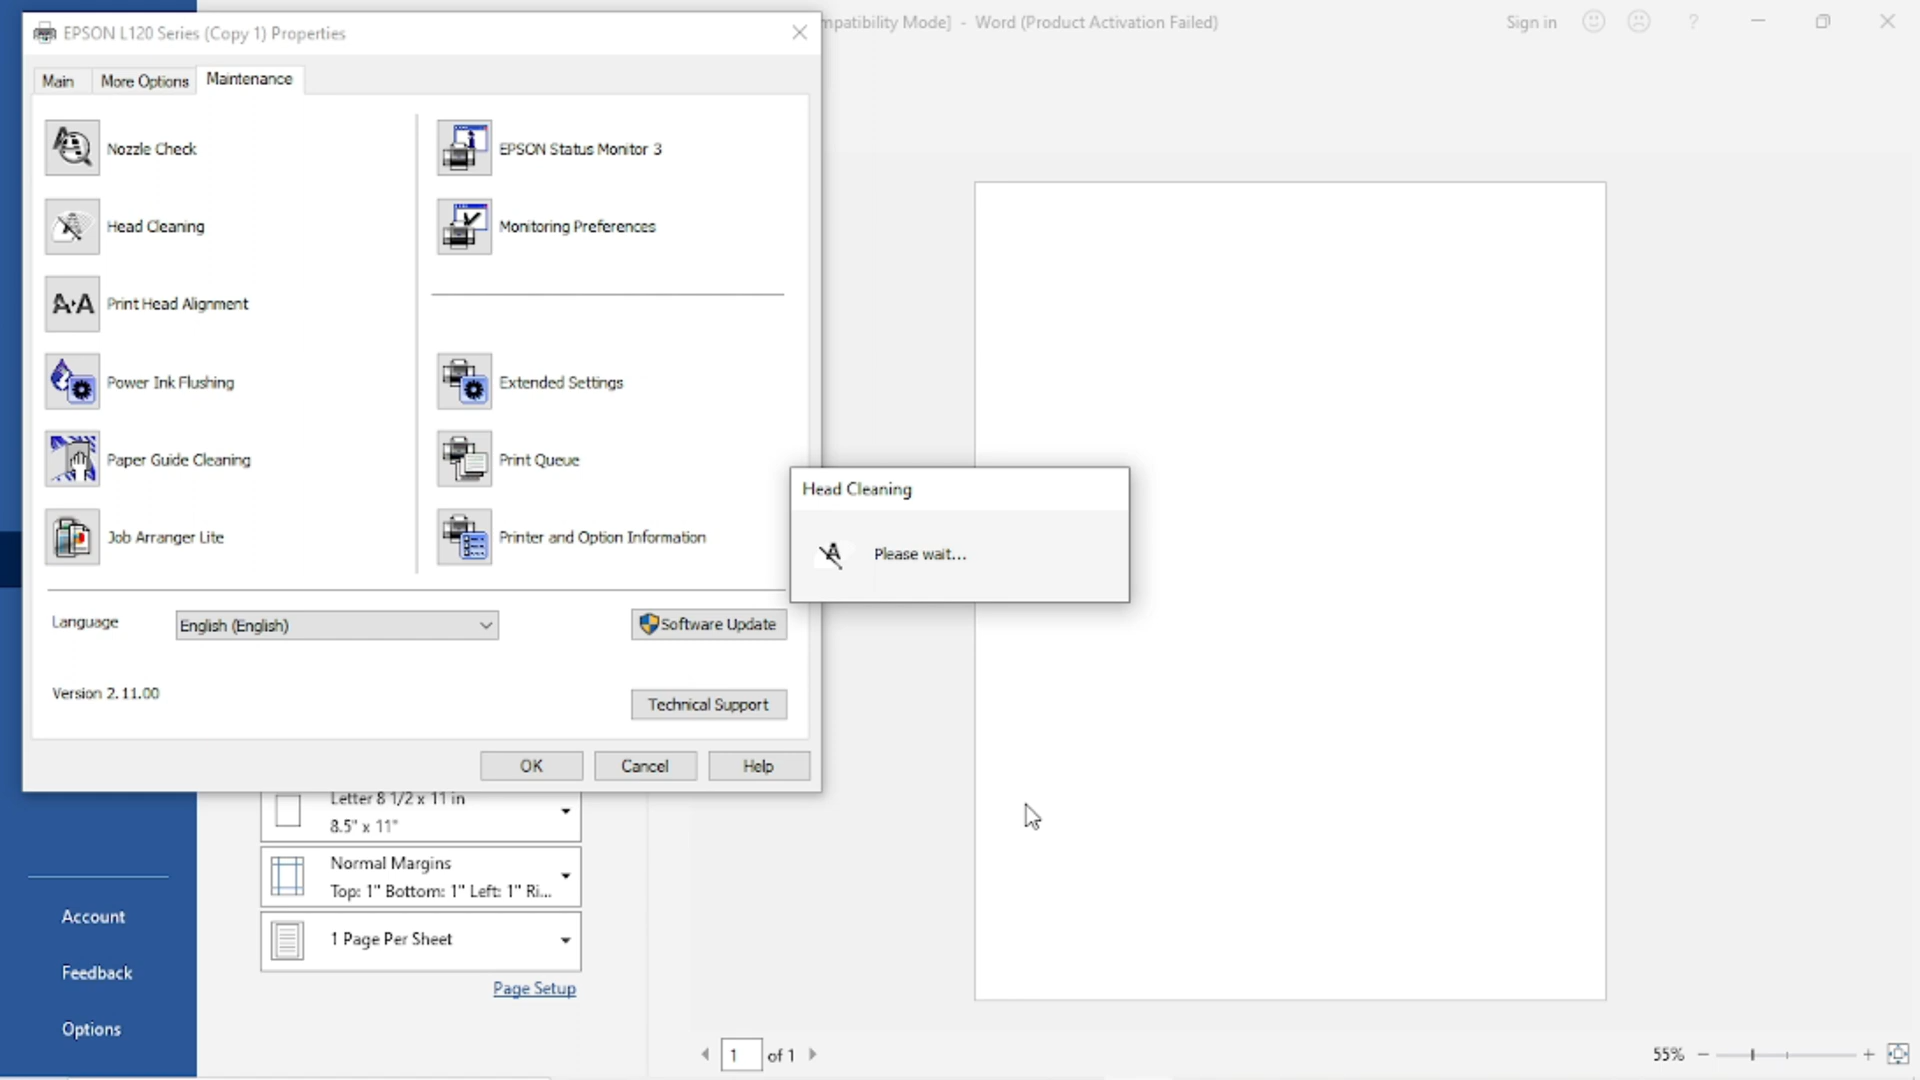 EPSON L120 Series (Copy 1) Properties
mpatibility Mode] - Word (Product Activation Failed)
Sign in
?
Main
More Options
Maintenance
Nozzle Check
EPSON Status Monitor 3
Head Cleaning
Monitoring Preferences
A·A Print Head Alignment
Power Ink Flushing
Extended Settings
Paper Guide Cleaning
Print Queue
Job Arranger Lite
Printer and Option Information
Head Cleaning
Please wait...
Language
English (English)
Software Update
Version 2.11.00
Technical Support
OK
Cancel
Help
Letter 8 1/2 x 11 in
8.5" x 11"
Normal Margins
Top: 1" Bottom: 1" Left: 1" Ri...
1 Page Per Sheet
Page Setup
Account
Feedback
Options
1 of 1
55%